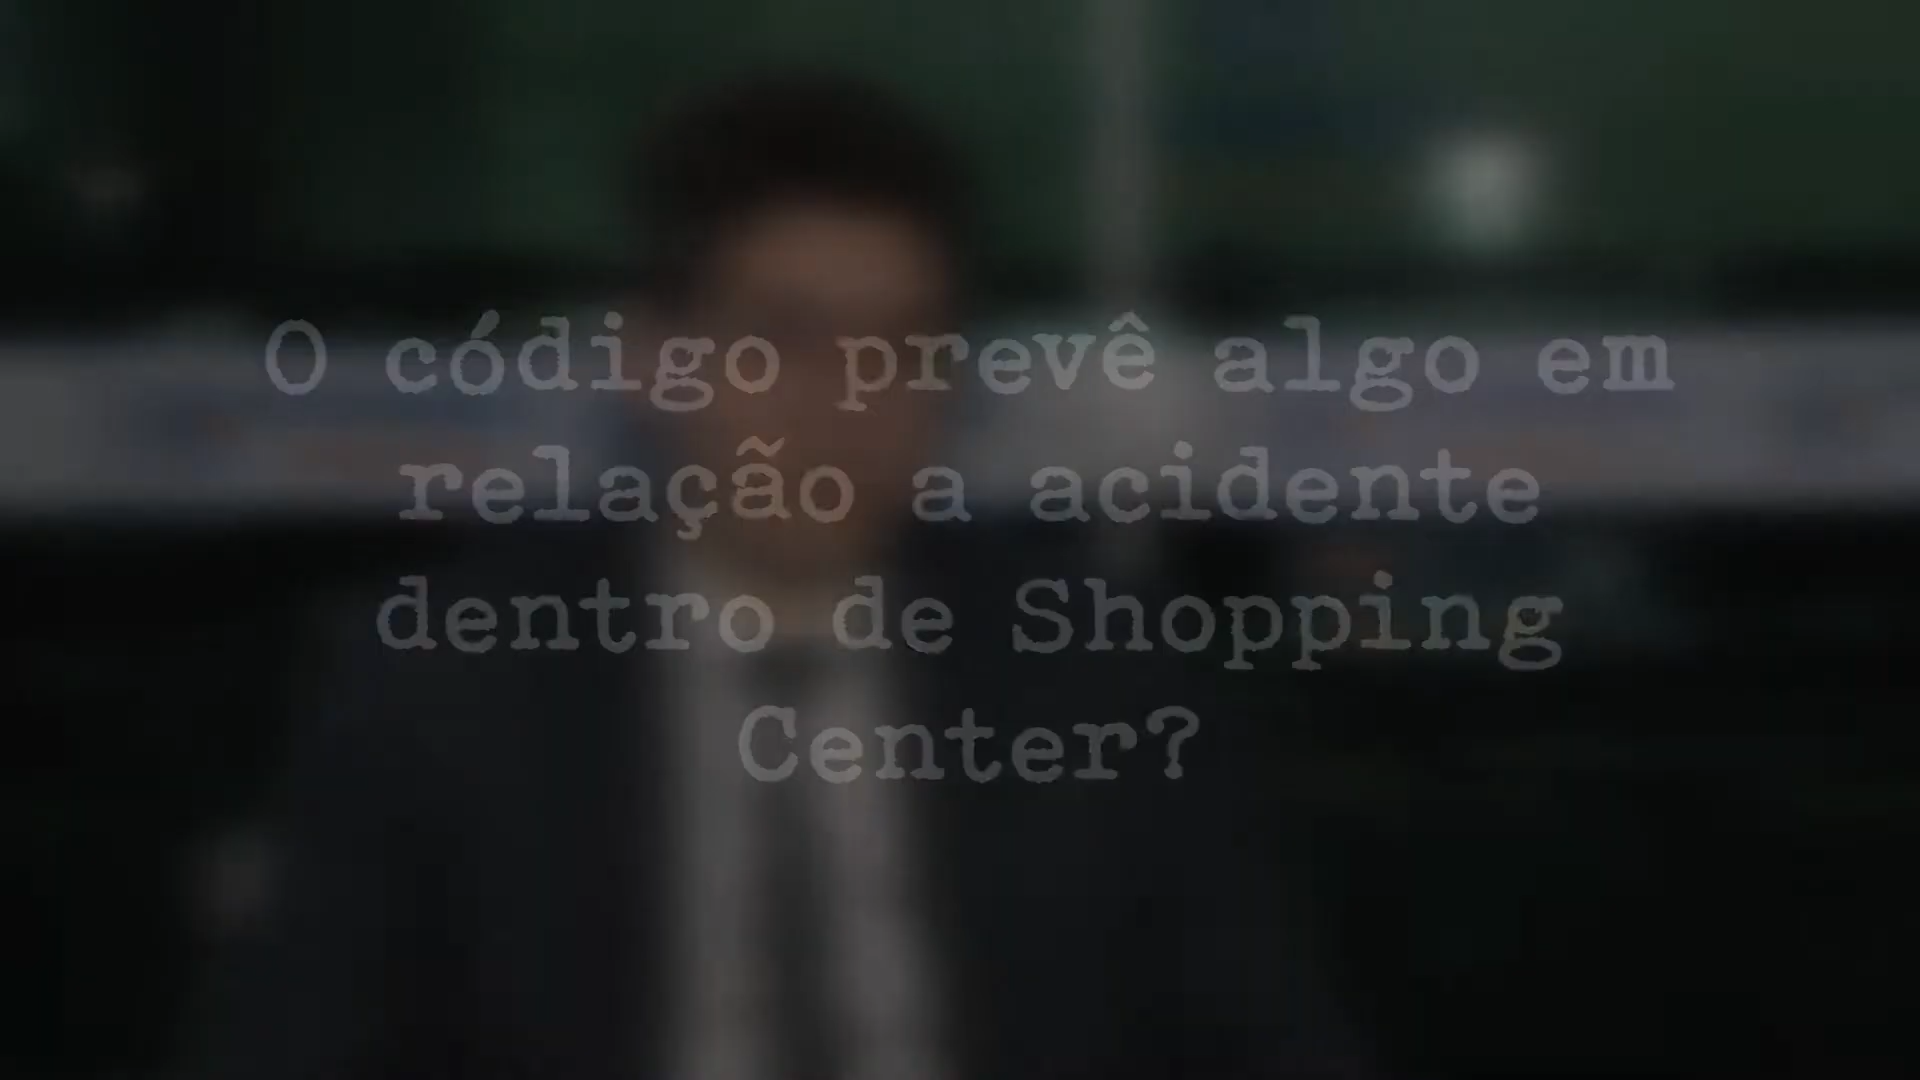 O código prevê algo em
relação a acidente
dentro de Shopping
Center?